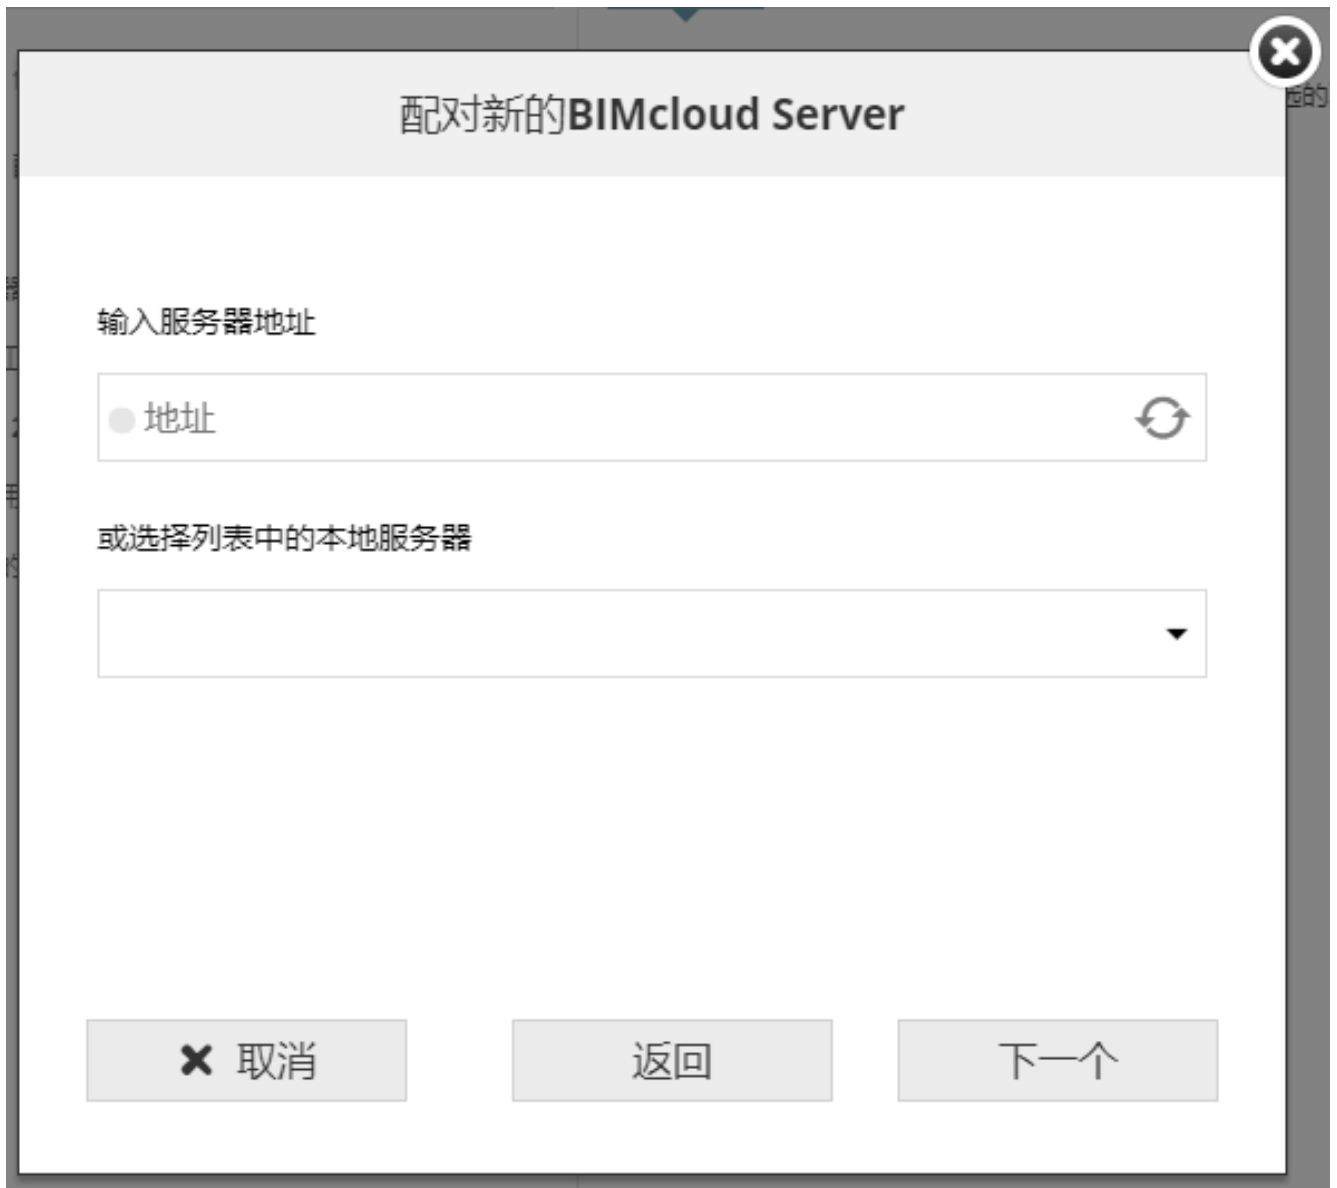 配对新的BIMcloud Server
输入服务器地址
地址
或选择列表中的本地服务器
取消
返回
下一个